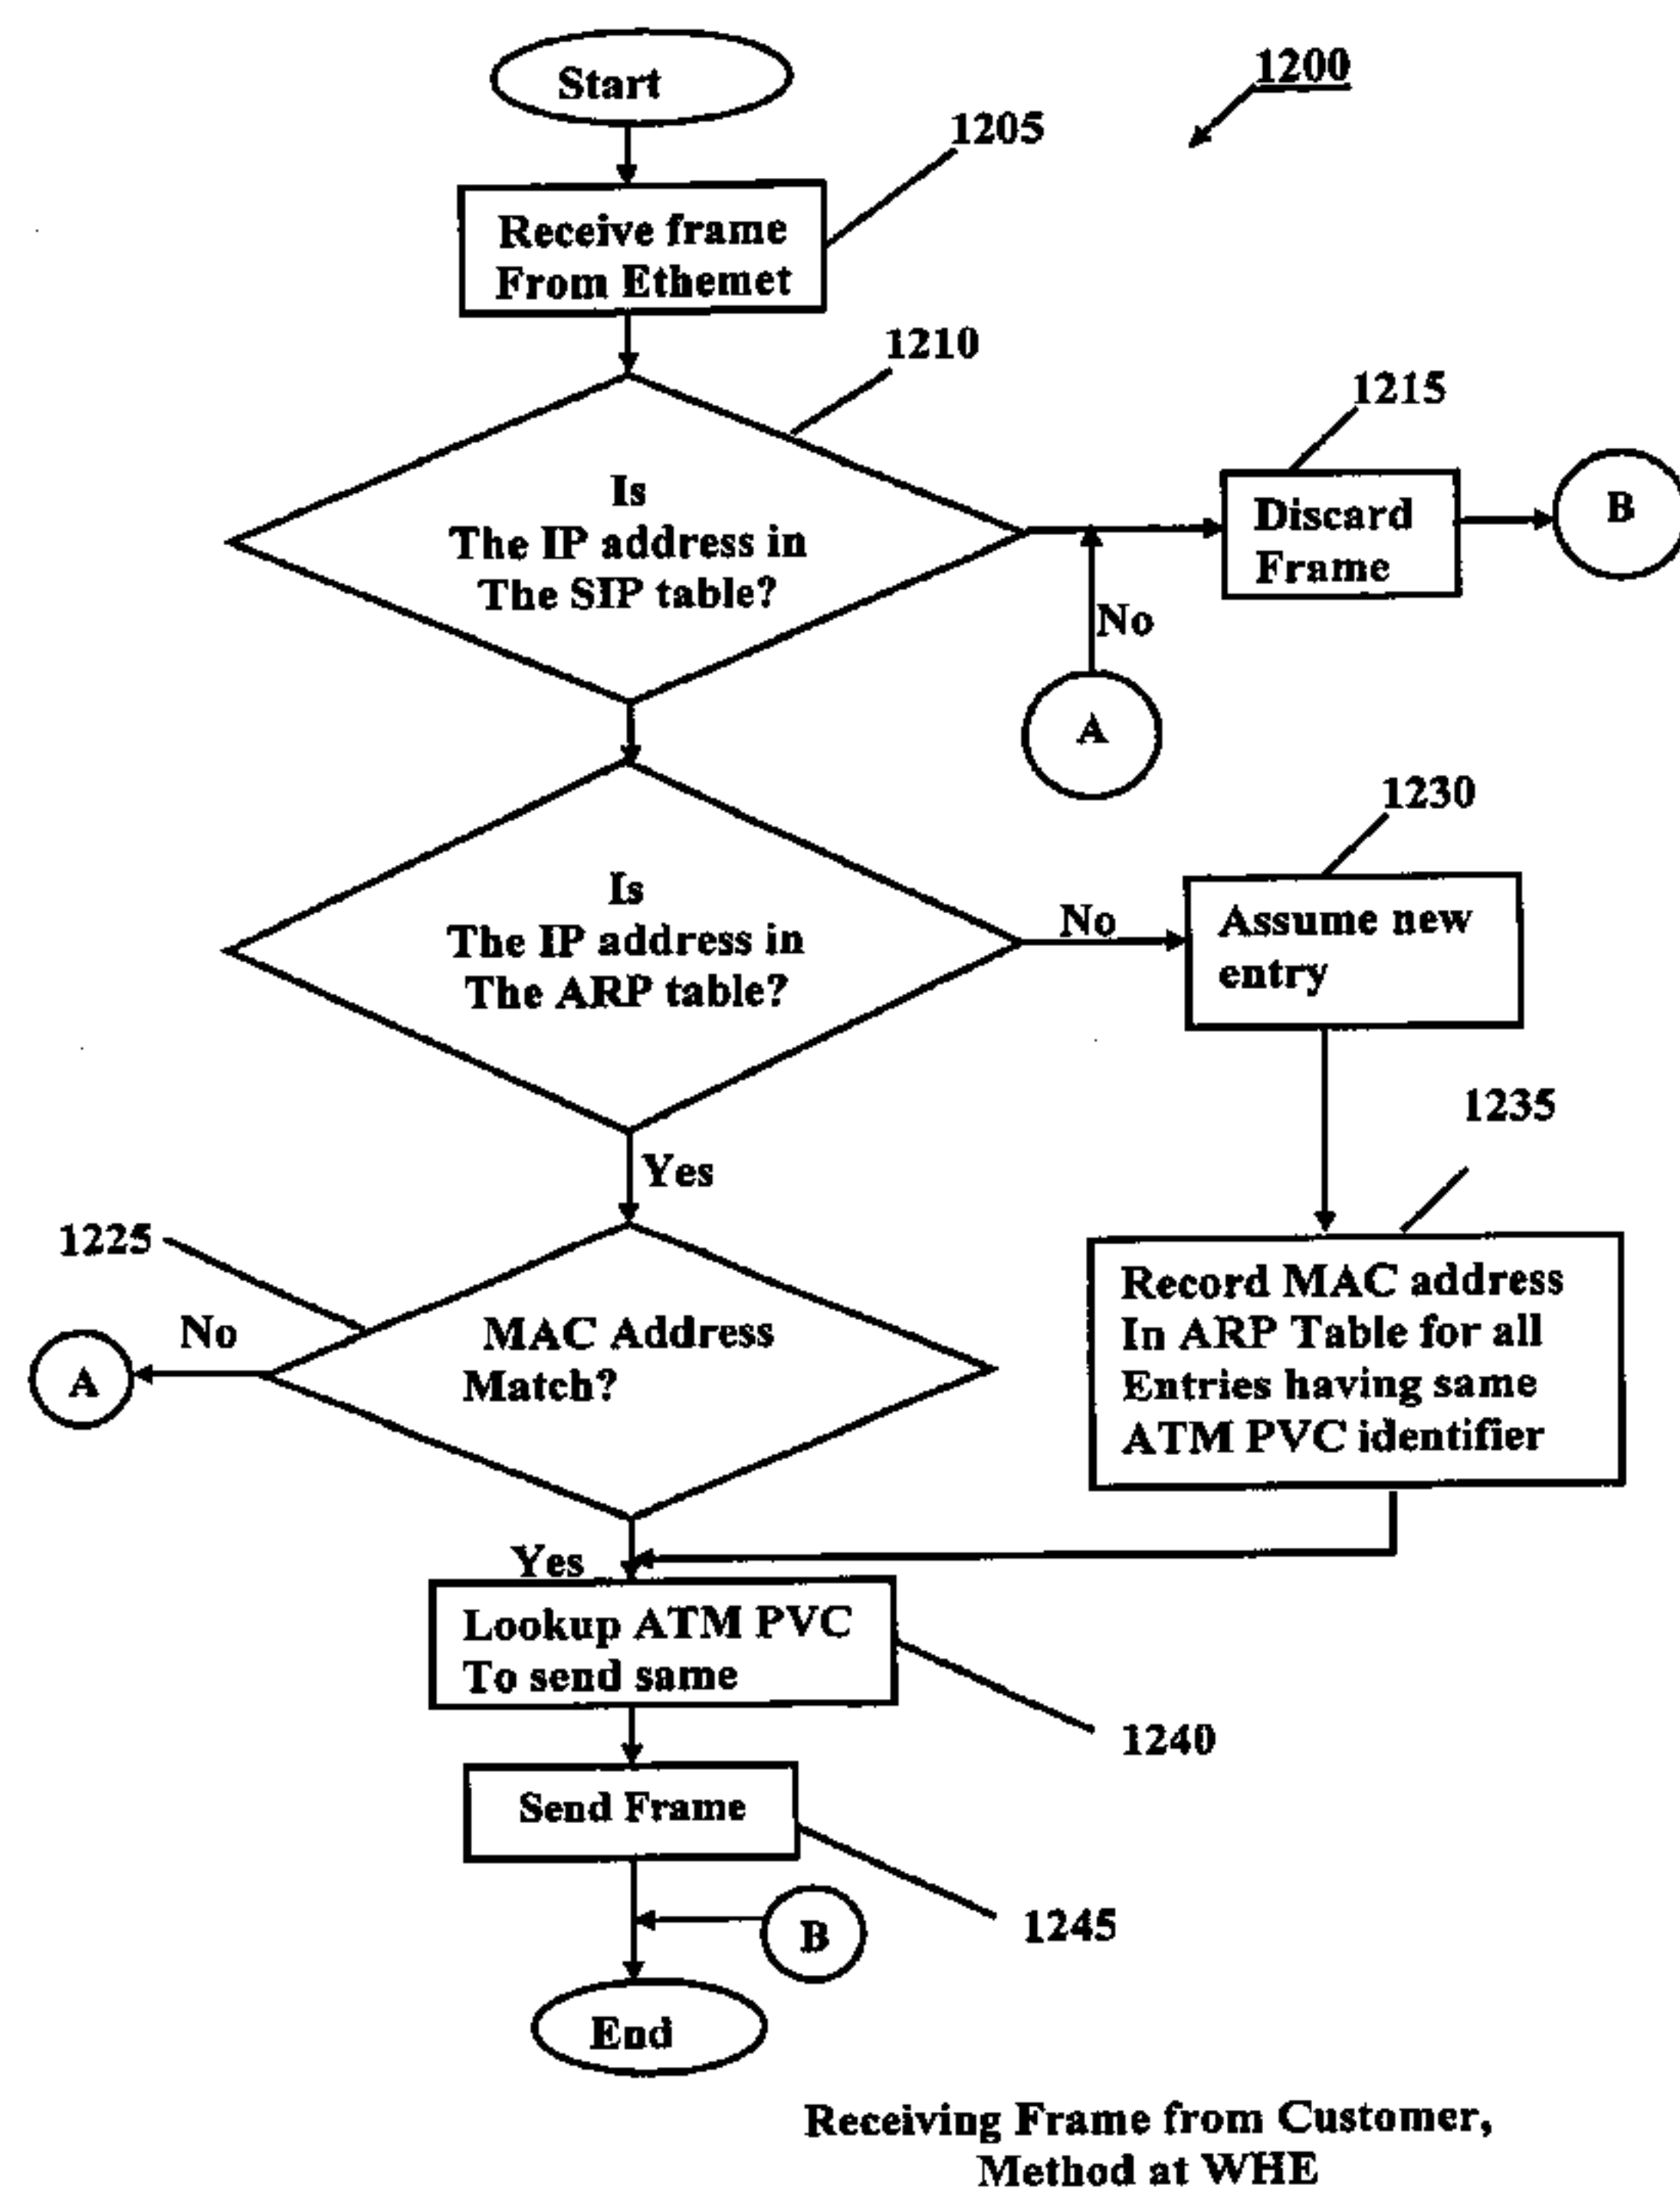 Start
1200
1205
Receive frame
From Ethemet
1210
1215
Is
The IP address in
The SIP table?
Discard
Frame
B
No
A
1230
Is
The IP address in
The ARP table?
No
Assume new
entry
Yes
1235
1225
No
A
MAC Address
Match?
Record MAC address
In ARP Table for all
Entries having same
ATM PVC identifier
Yes
Lookup ATM PVC
To send same
1240
Send Frame
1245
B
End
Receiving Frame from Customer,
Method at WHE